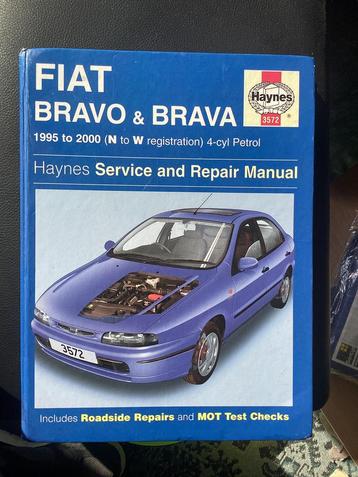 FIAT
BRAVO & BRAVA
Haynes
3572
1995 to 2000 (N to W registration) 4-cyl Petrol
Haynes Service and Repair Manual
3572
Includes Roadside Repairs and MOT Test Checks